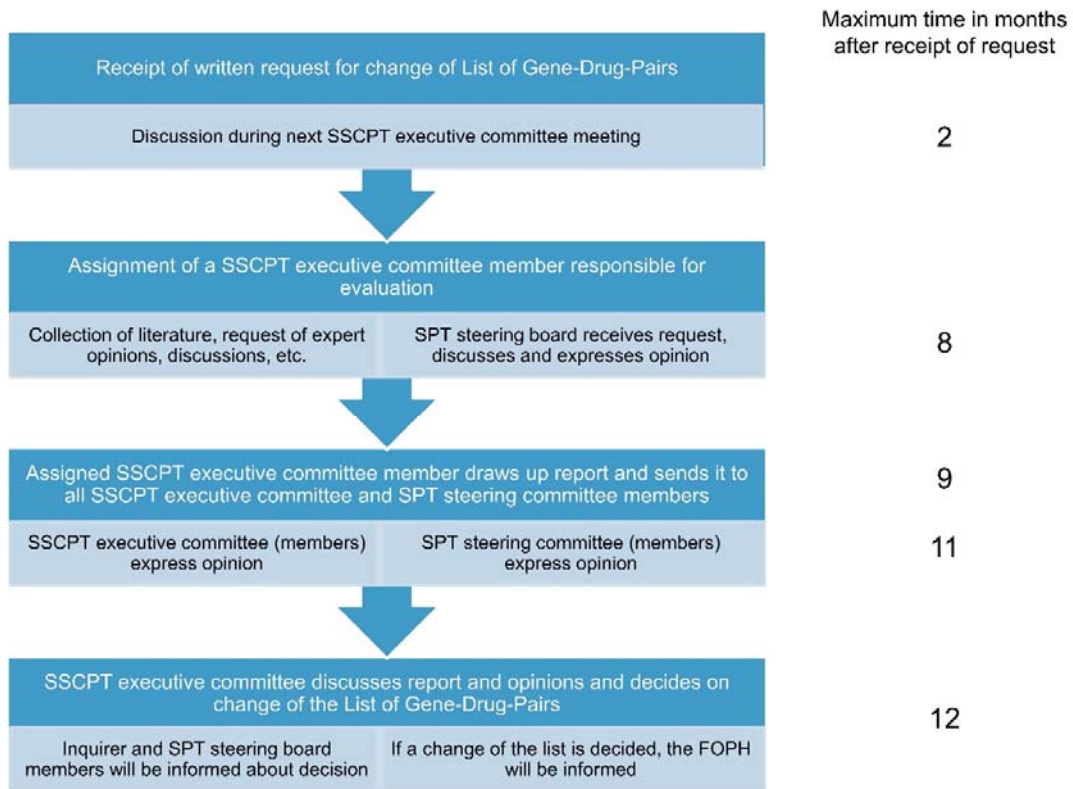 Maximum time in months
after receipt of request
Receipt of written request for change of List of Gene-Drug-Pairs
Discussion during next SSCPT executive committee meeting
2
Assignment of a SSCPT executive committee member responsible for
evaluation
Collection of literature, request of expert
opinions, discussions, etc.
SPT steering board receives request,
discusses and expresses opinion
8
Assigned SSCPT executive committee member draws up report and sends it to
all SSCPT executive committee and SPT steering committee members
9
SSCPT executive committee (members)
express opinion
SPT steering committee (members)
express opinion
11
SSCPT executive committee discusses report and opinions and decides on
change of the List of Gene-Drug-Pairs
12
Inquirer and SPT steering board
members will be informed about decision
If a change of the list is decided, the FOPH
will be informed